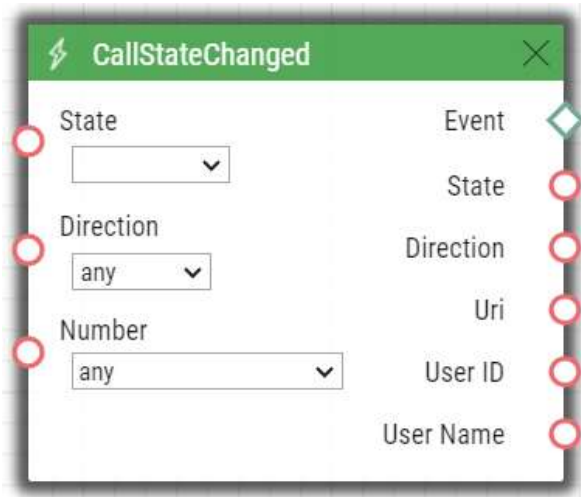 CallStateChanged
State
Event
State
Direction
any
Direction
Uri
Number
any
User ID
User Name